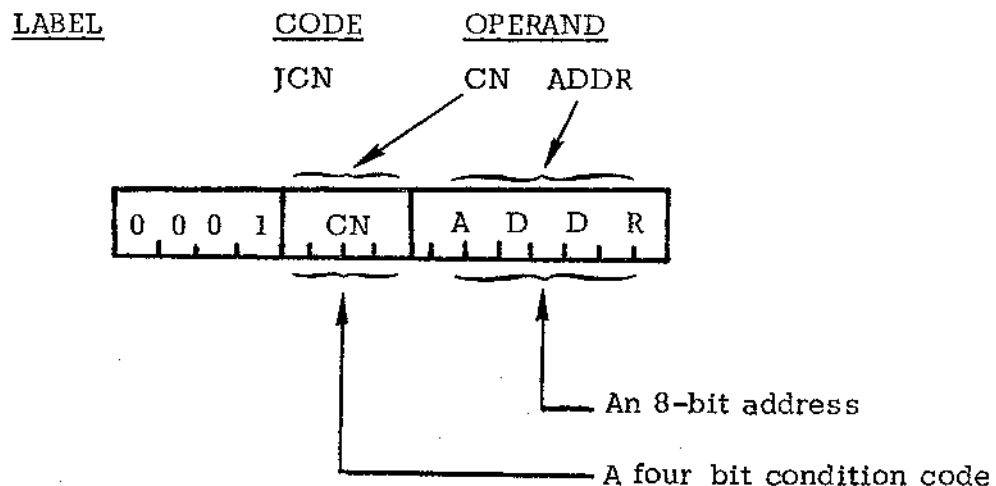 LABEL CODE OPERAND
JCN CN ADDR
0 0 0 1 CN A D D R
An 8-bit address
A four bit condition code